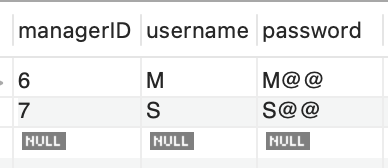 managerID username password
6 M M@@
7 S S@@
NULL NULL NULL